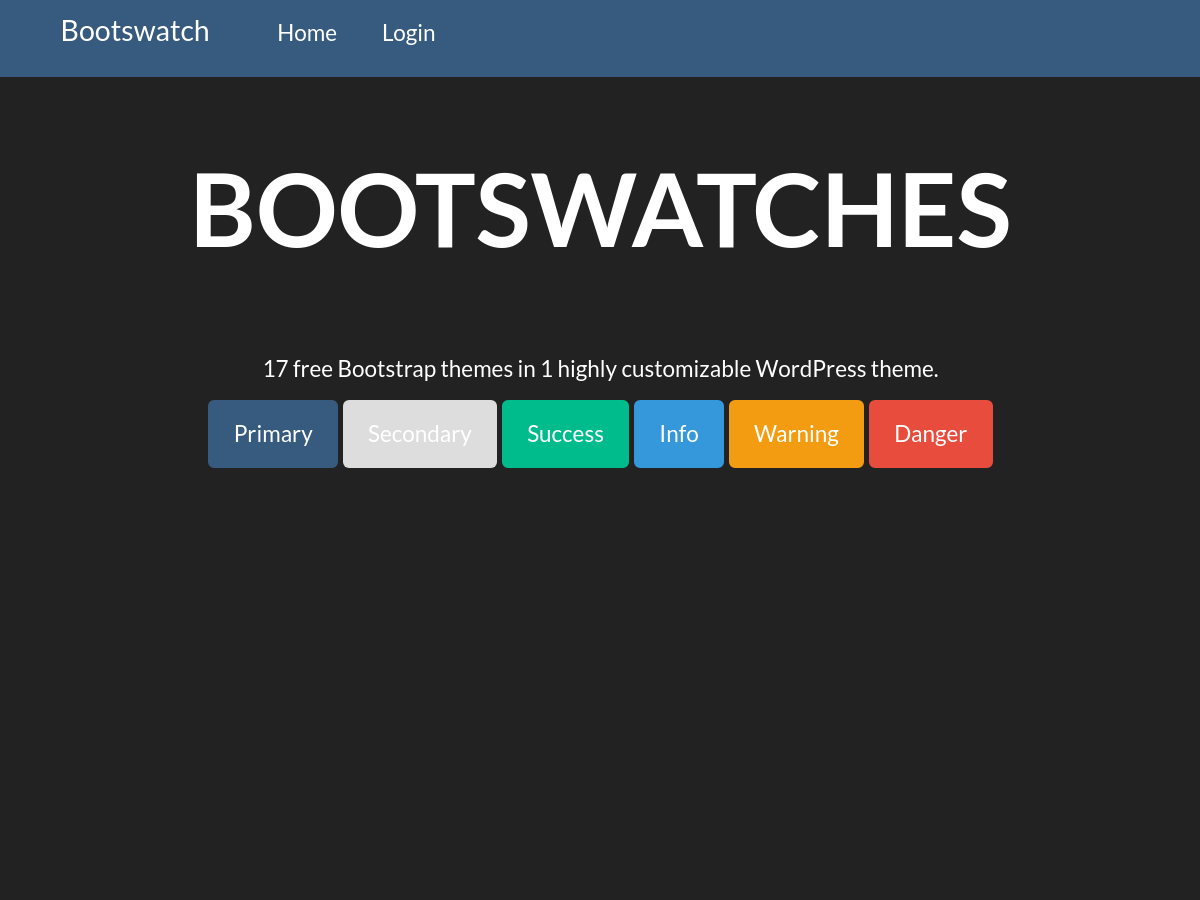 Bootswatch Home Login
BOOTSWATCHES
17 free Bootstrap themes in 1 highly customizable WordPress theme.
Primary Secondary Success Info Warning Danger